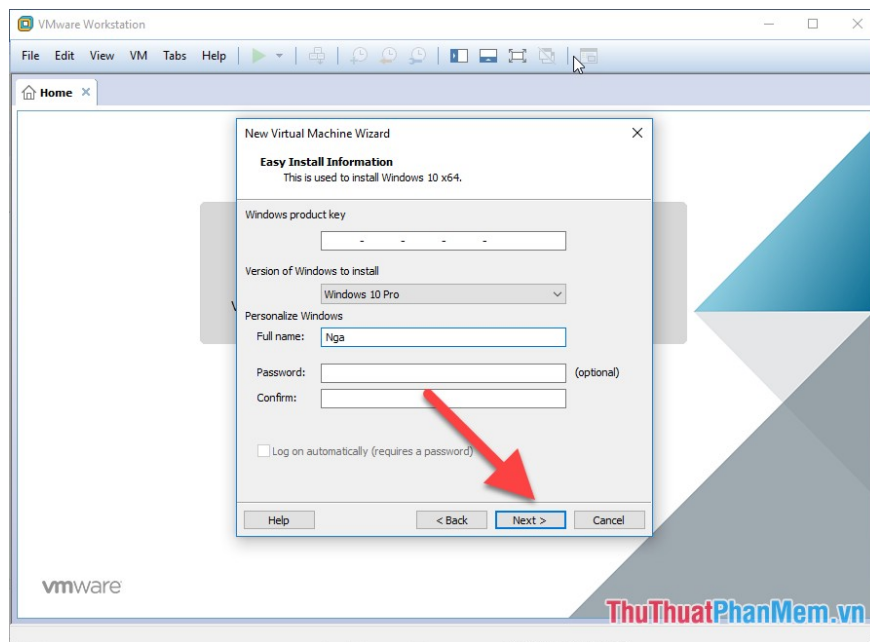 VMware Workstation
File Edit View VM Tabs Help
Home
New Virtual Machine Wizard
Easy Install Information
This is used to install Windows 10 x64.
Windows product key
- - - -
Version of Windows to install
Windows 10 Pro
Personalize Windows
Full name: Nga
Password: (optional)
Confirm:
Log on automatically (requires a password)
Help < Back Next > Cancel
vmware
ThuThuatPhanMem.vn